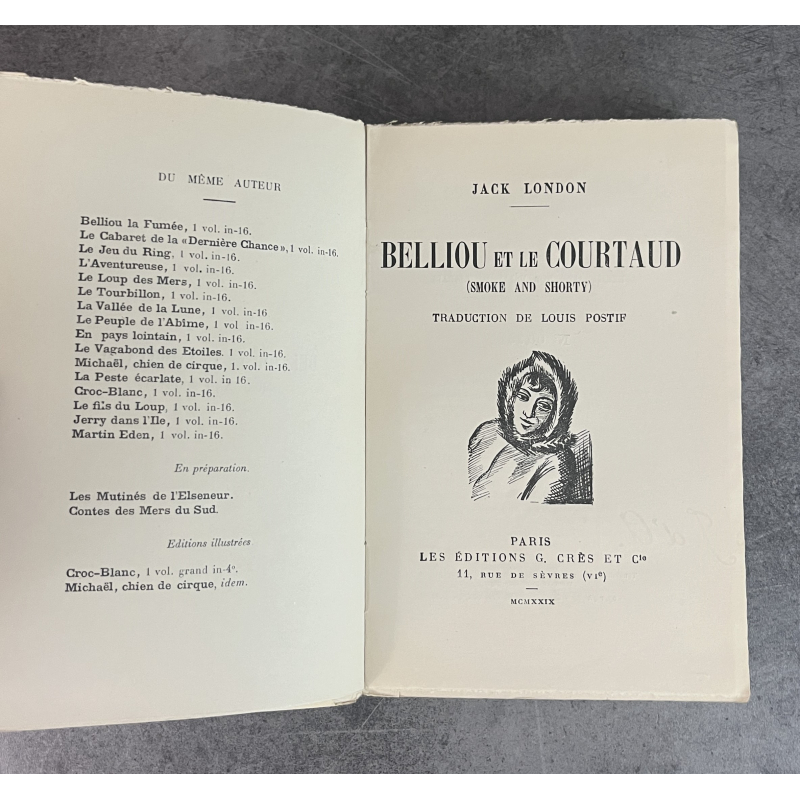 DU MÊME AUTEUR
Belliou la Fumée, 1 vol. in-16.
Le Cabaret de la «Dernière Chance», 1 vol. in-16.
Le Jeu du Ring, 1 vol. in-16.
L'Aventureuse, 1 vol. in-16.
Le Loup des Mers, 1 vol. in-16.
Le Tourbillon, 1 vol. in-16.
La Vallée de la Lune, 1 vol. in-16
Le Peuple de l'Abîme, 1 vol in-16.
En pays lointain, 1 vol. in-16.
Le Vagabond des Etoiles. 1 vol. in-16.
Michaël, chien de cirque, 1. vol. in-16.
La Peste écarlate, 1 vol. in 16.
Croc-Blanc, 1 vol. in-16.
Le fils du Loup, 1 vol. in-16.
Jerry dans l'Ile, 1 vol. in-16.
Martin Eden, 1 vol. in-16.
En préparation.
Les Mutinés de l'Elseneur.
Contes des Mers du Sud.
Editions illustrées
Croc-Blanc, 1 vol. grand in-4°.
Michaël, chien de cirque, idem.
JACK LONDON
BELLIOU ET LE COURTAUD
(SMOKE AND SHORTY)
TRADUCTION DE LOUIS POSTIF
PARIS
LES ÉDITIONS G. CRÈS ET Cie
11, RUE DE SÈVRES (VIe)
MCMXXIX